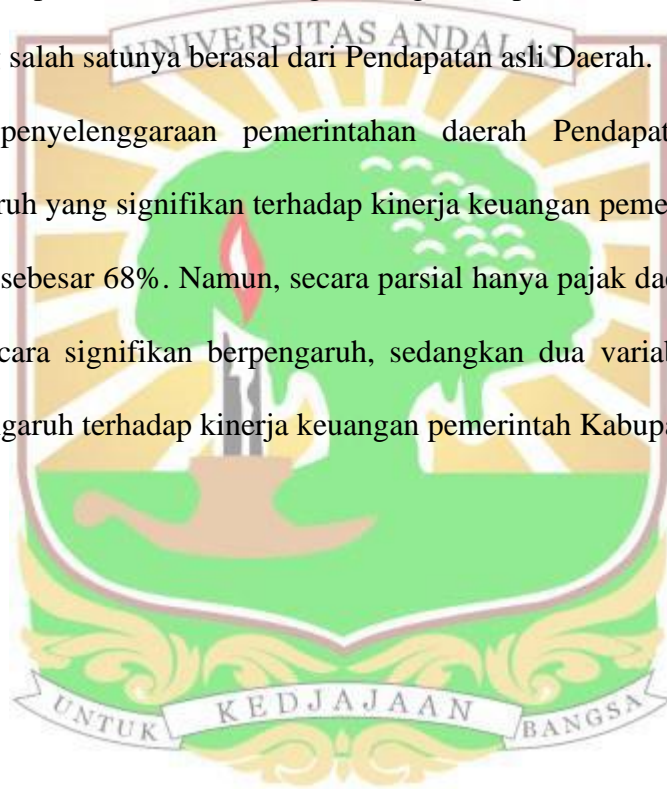 UNIVERSITAS ANDALAS
salah satunya berasal dari Pendapatan asli Daerah.
penyelenggaraan pemerintahan daerah Pendapat
ruh yang signifikan terhadap kinerja keuangan peme
sebesar 68%. Namun, secara parsial hanya pajak da
cara signifikan berpengaruh, sedangkan dua variab
garuh terhadap kinerja keuangan pemerintah Kabupa
UNTUK KEDJAJAAN BANGSA